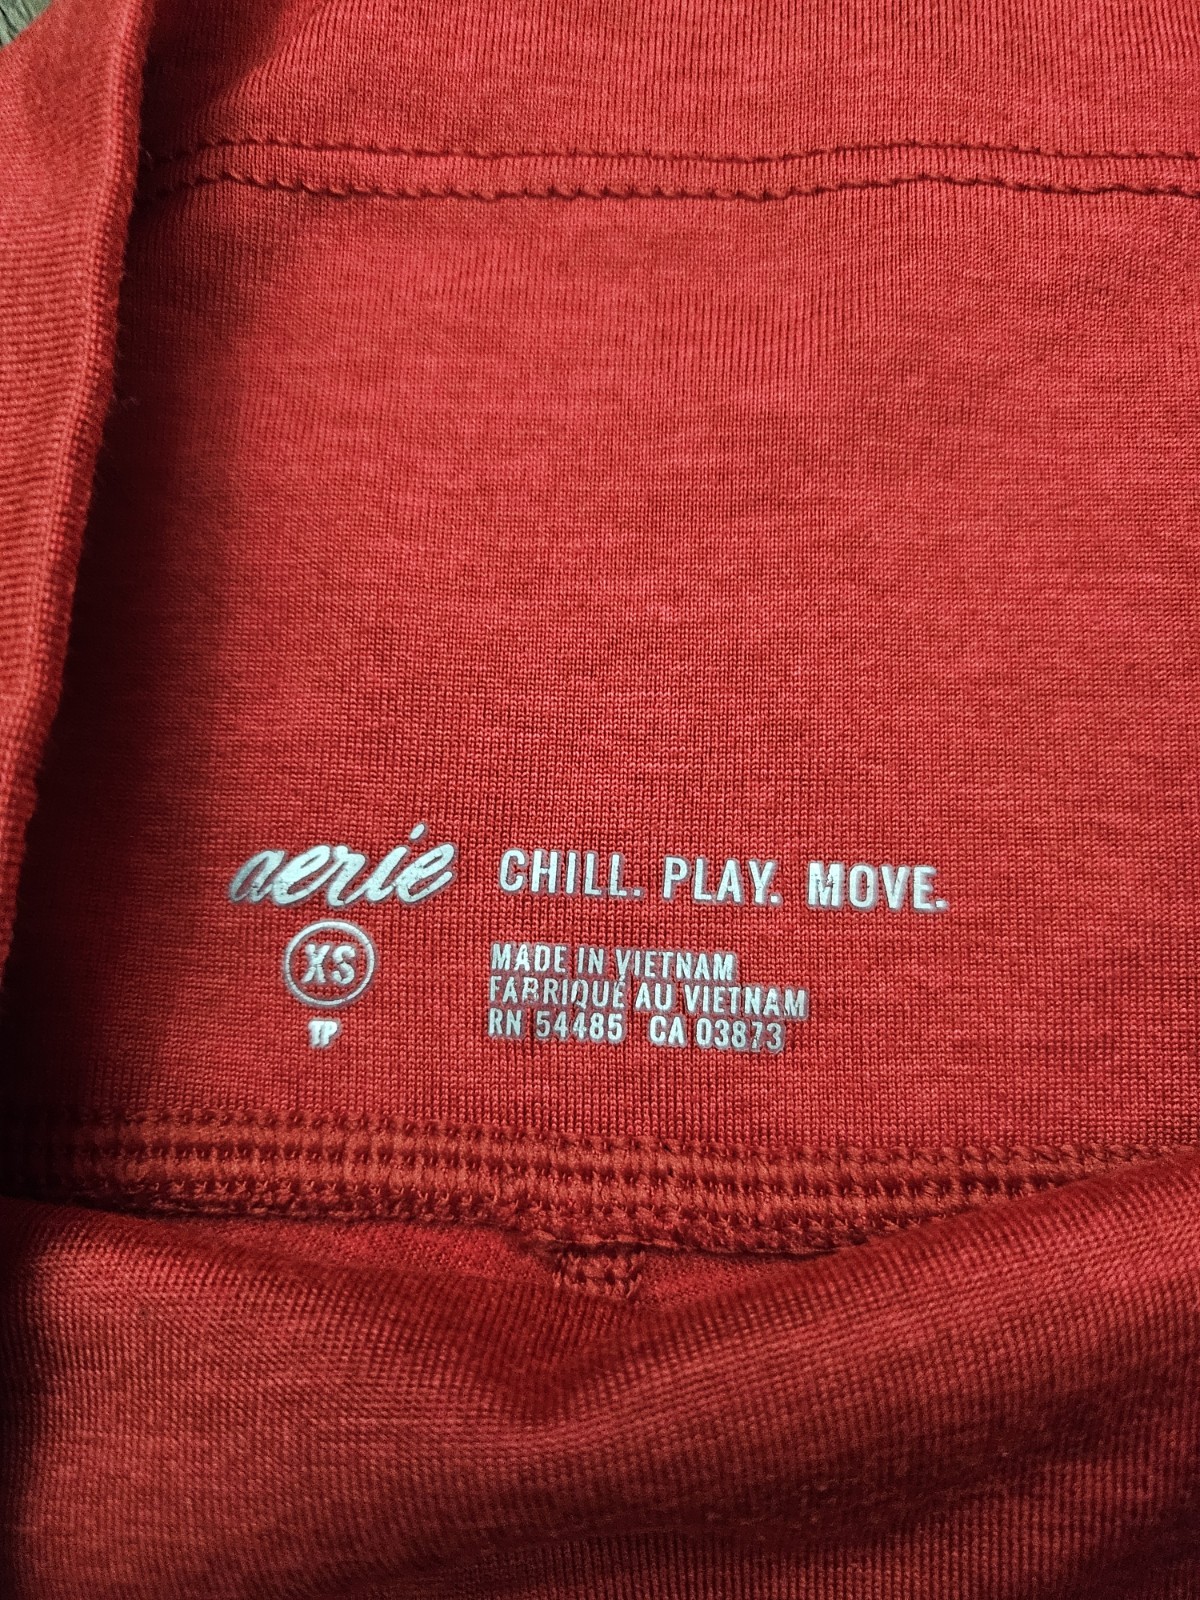 aerie CHILL. PLAY. MOVE.
XS
TP
MADE IN VIETNAM
FABRIQUÉ AU VIETNAM
RN 54485 CA 03873